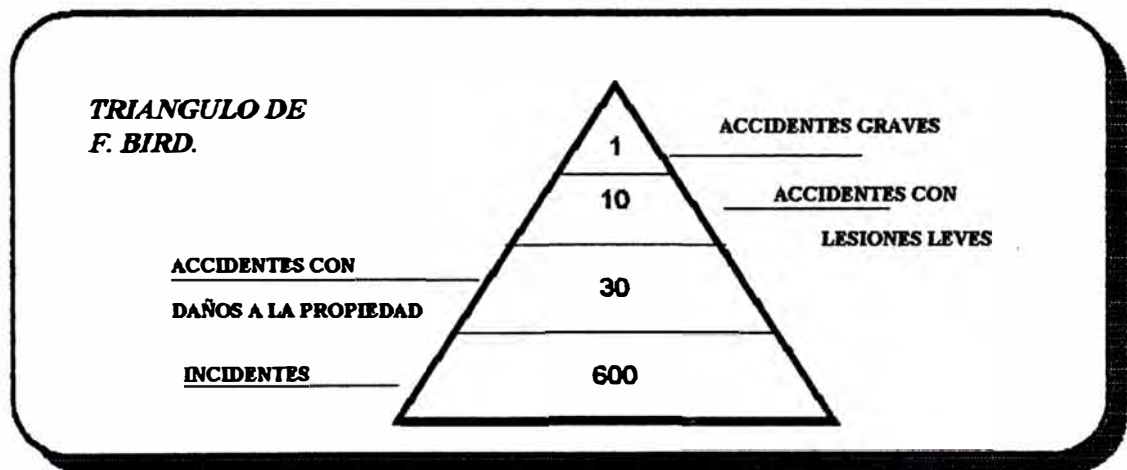 TRIANGULO DE
F. BIRD.
1
ACCIDENTES GRAVES
10
ACCIDENTES CON
LESIONES LEVES
ACCIDENTES CON
DAÑOS A LA PROPIEDAD
30
INCIDENTES
600